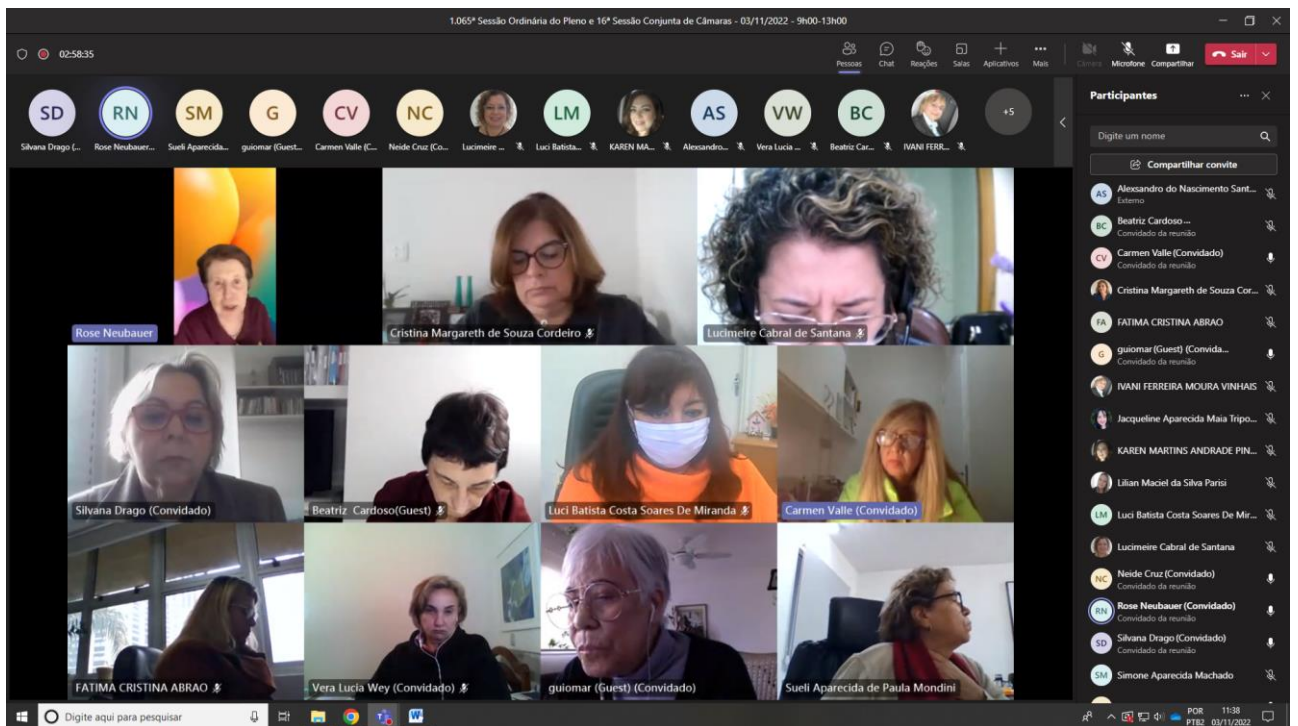 1.065ª Sessão Ordinária do Pleno e 16ª Sessão Conjunta de Câmaras - 03/11/2022 - 9h00-13h00
02:58:35
Pessoas Chat Reações Salas Aplicativos Mais Câmera Microfone Compartilhar Sair
SD RN SM G CV NC LM AS VW BC +5
Silvana Drago (... Rose Neubauer... Sueli Aparecida... guiomar (Guest... Carmen Valle (C... Neide Cruz (Co... Lucimeire ... Luci Batista... KAREN MA... Alexsandro... Vera Lucia ... Beatriz Car... IVANI FERR...
Rose Neubauer
Cristina Margareth de Souza Cordeiro
Lucimeire Cabral de Santana
Silvana Drago (Convidado)
Beatriz Cardoso(Guest)
Luci Batista Costa Soares De Miranda
Carmen Valle (Convidado)
FATIMA CRISTINA ABRAO
Vera Lucia Wey (Convidado)
guiomar (Guest) (Convidado)
Sueli Aparecida de Paula Mondini
Participantes
Digite um nome
Compartilhar convite
AS Alexsandro do Nascimento Sant...
Externo
BC Beatriz Cardoso...
Convidado da reunião
CV Carmen Valle (Convidado)
Convidado da reunião
Cristina Margareth de Souza Cor...
FA FATIMA CRISTINA ABRAO
G guiomar (Guest) (Convida...
Convidado da reunião
IVANI FERREIRA MOURA VINHAIS
Jacqueline Aparecida Maia Tripo...
KAREN MARTINS ANDRADE PIN...
Lilian Maciel da Silva Parisi
LM Luci Batista Costa Soares De Mir...
Lucimeire Cabral de Santana
NC Neide Cruz (Convidado)
Convidado da reunião
RN Rose Neubauer (Convidado)
Convidado da reunião
SD Silvana Drago (Convidado)
Convidado da reunião
SM Simone Aparecida Machado
Digite aqui para pesquisar
POR 11:38
PTB2 03/11/2022